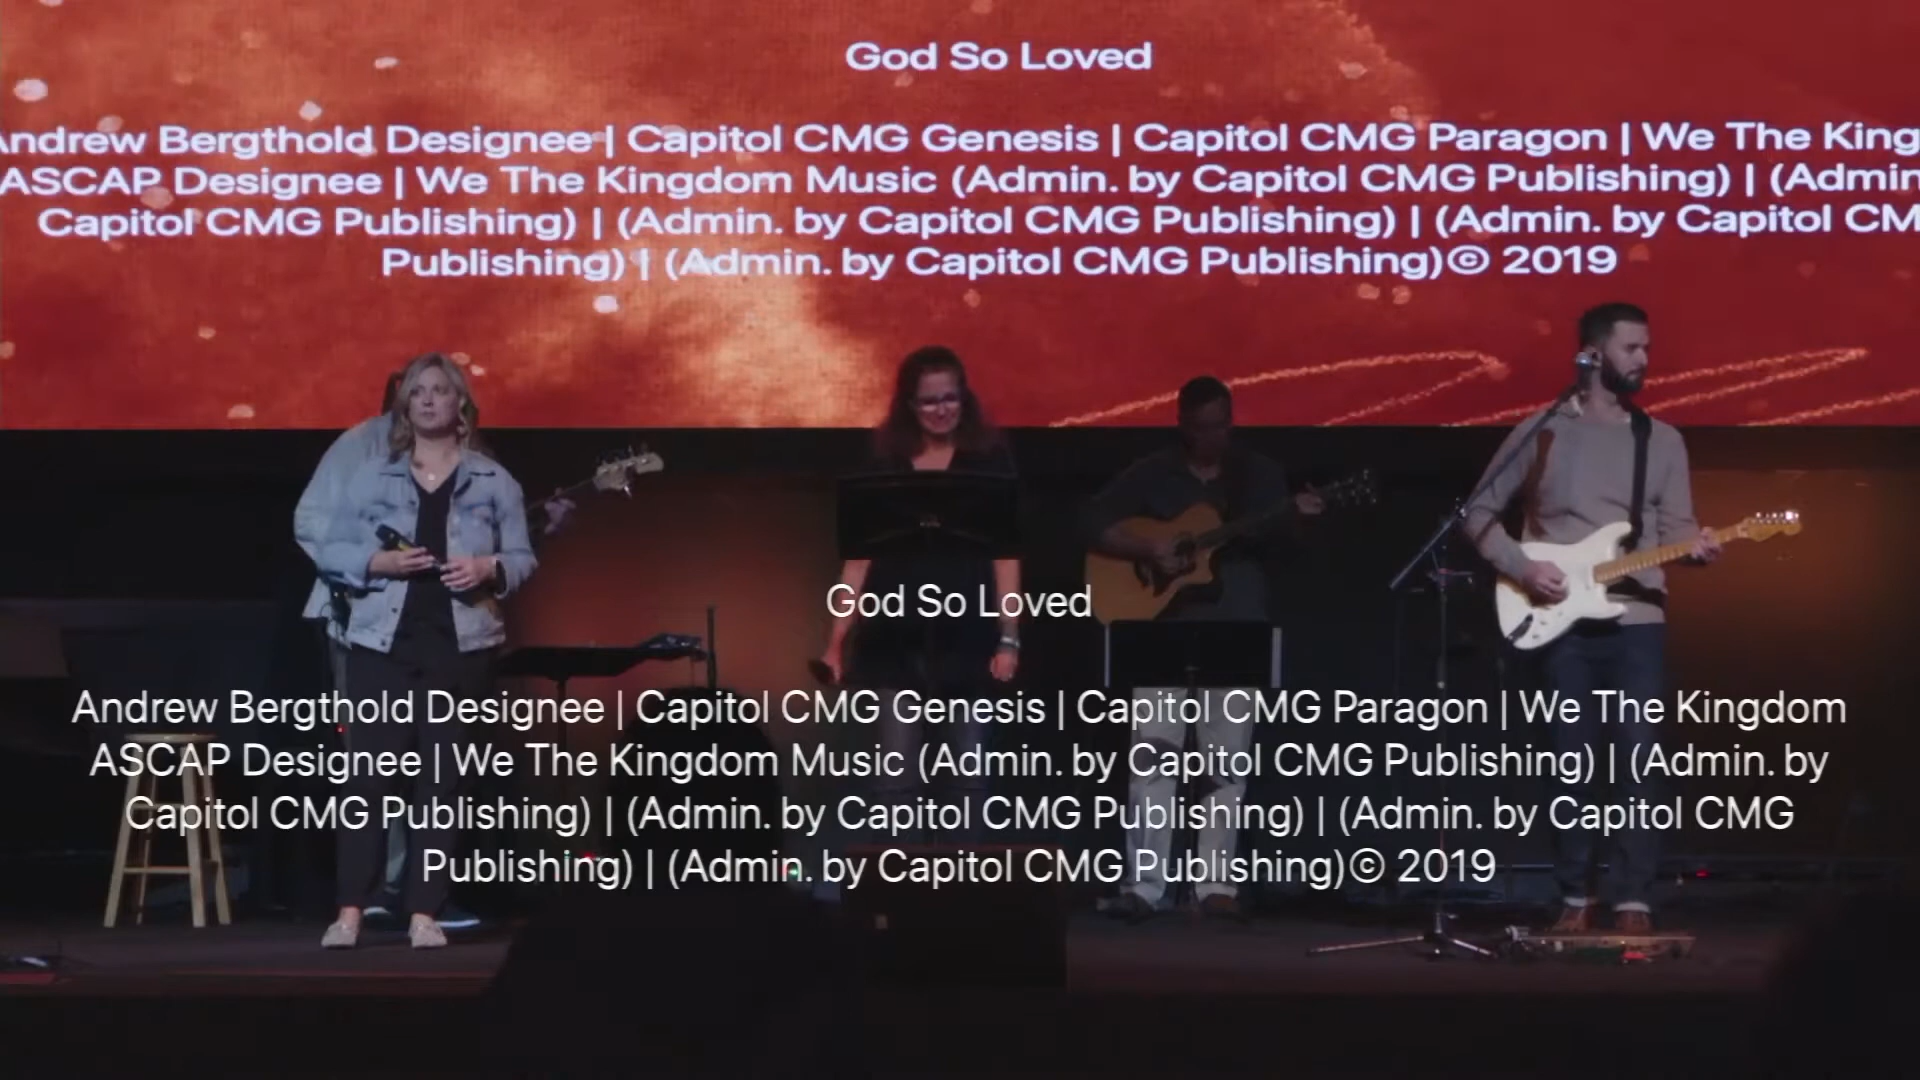 God So Loved
Andrew Bergthold Designee | Capitol CMG Genesis | Capitol CMG Paragon | We The King
ASCAP Designee | We The Kingdom Music (Admin. by Capitol CMG Publishing) | (Admin
Capitol CMG Publishing) | (Admin. by Capitol CMG Publishing) | (Admin. by Capitol CM
Publishing) | (Admin. by Capitol CMG Publishing)© 2019
God So Loved
Andrew Bergthold Designee | Capitol CMG Genesis | Capitol CMG Paragon | We The Kingdom
ASCAP Designee | We The Kingdom Music (Admin. by Capitol CMG Publishing) | (Admin. by
Capitol CMG Publishing) | (Admin. by Capitol CMG Publishing) | (Admin. by Capitol CMG
Publishing) | (Admin. by Capitol CMG Publishing)© 2019